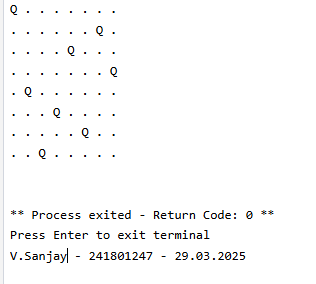 Q . . . . . . .
. . . . . . Q .
. . . . Q . . .
. . . . . . . Q
. Q . . . . . .
. . . Q . . . .
. . . . . Q . .
. . Q . . . . .
** Process exited - Return Code: 0 **
Press Enter to exit terminal
V.Sanjay - 241801247 - 29.03.2025